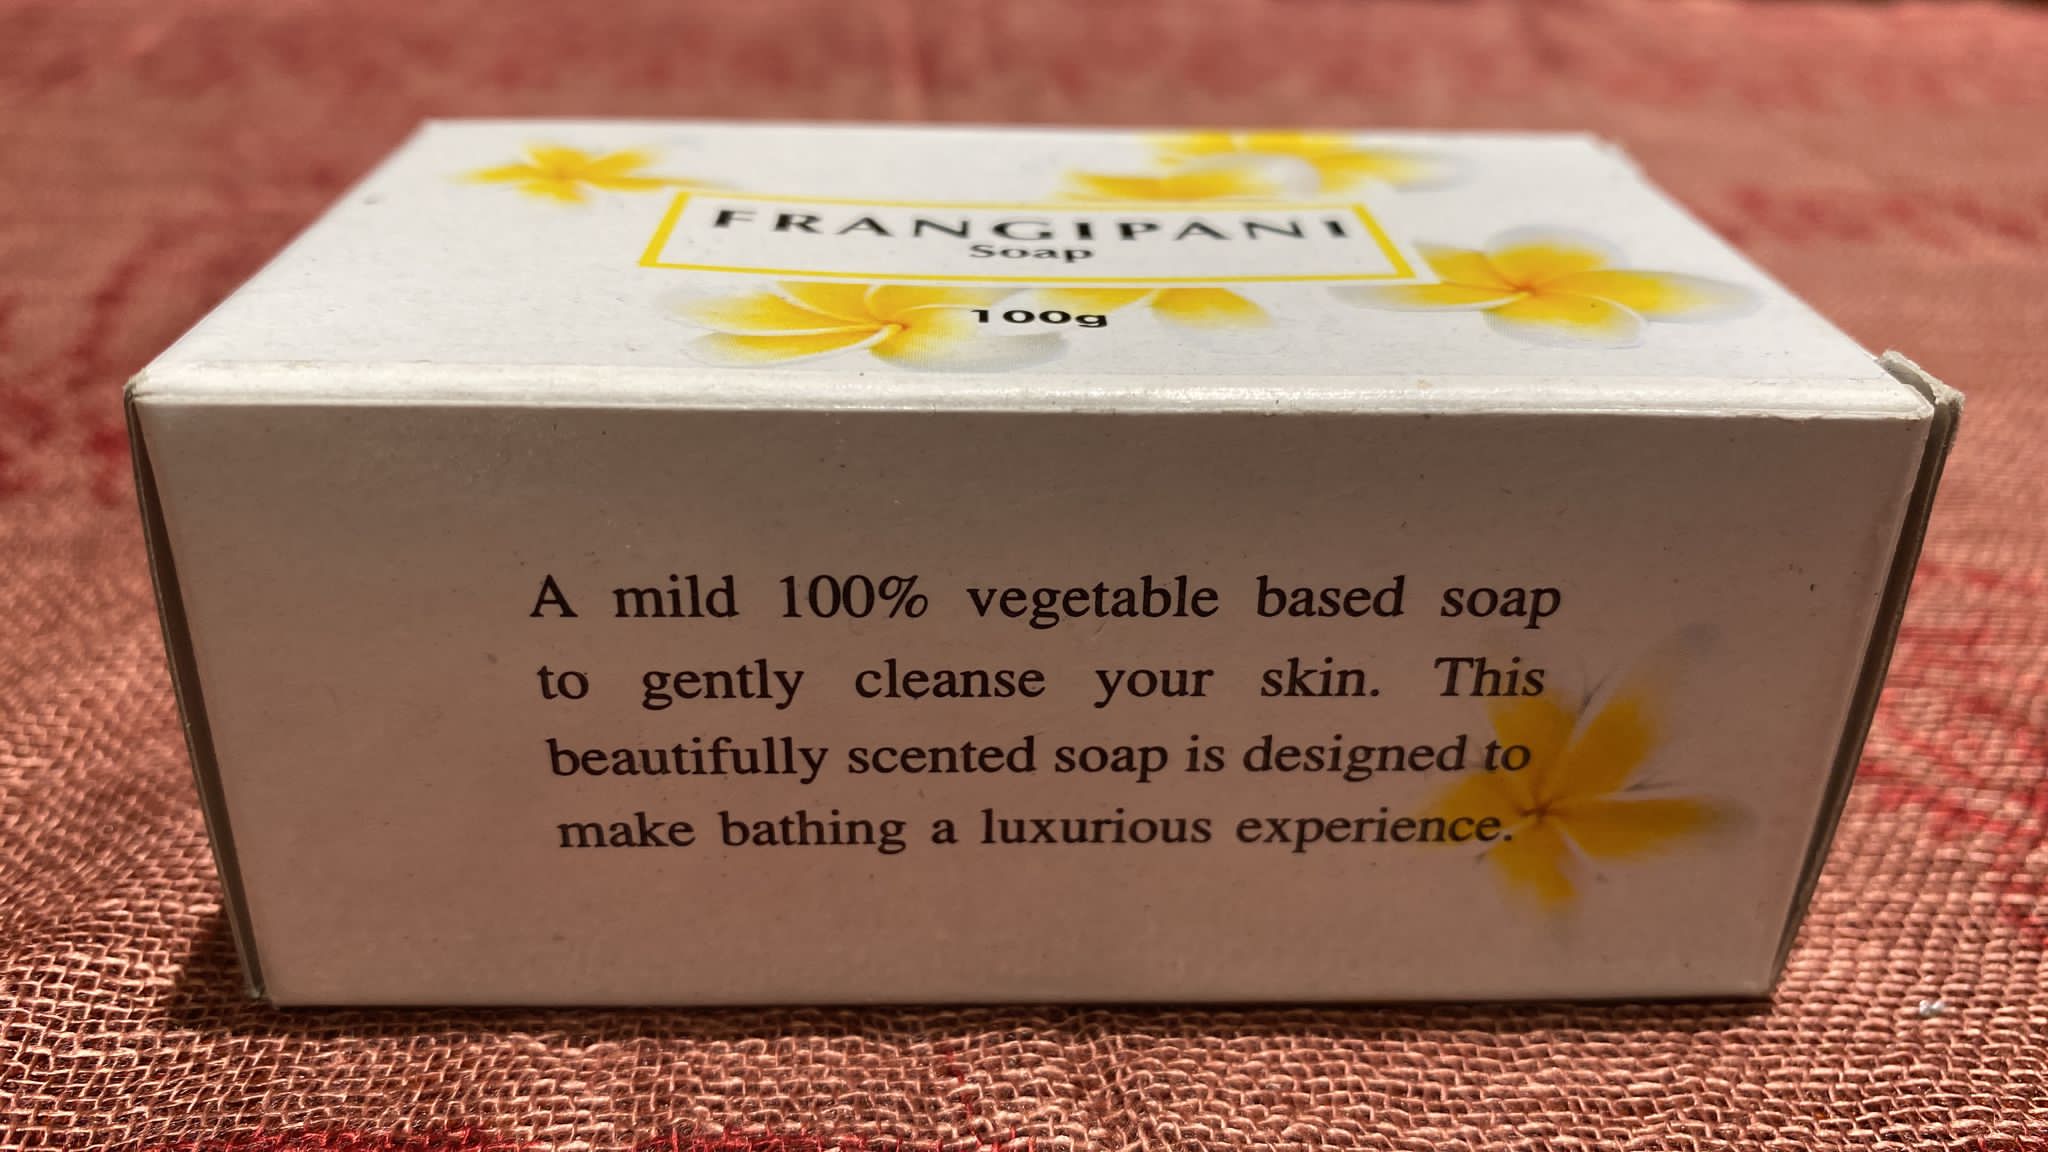 FRANGIPANI
Soap
100g
A mild 100% vegetable based soap
to gently cleanse your skin. This
beautifully scented soap is designed to
make bathing a luxurious experience.